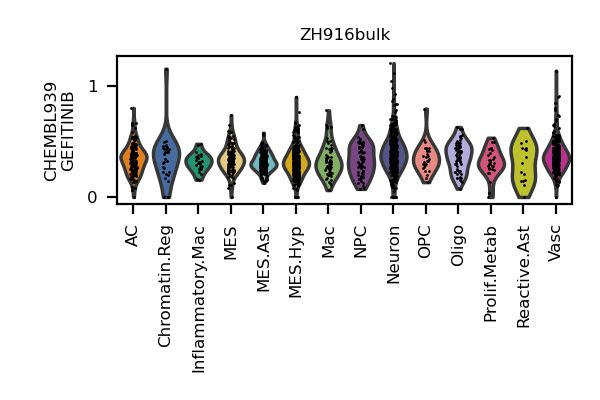 ZH916bulk
CHEMBL939
GEFITINIB
1
0
AC
Chromatin.Reg
Inflammatory.Mac
MES
MES.Ast
MES.Hyp
Mac
NPC
Neuron
OPC
Oligo
Prolif.Metab
Reactive.Ast
Vasc